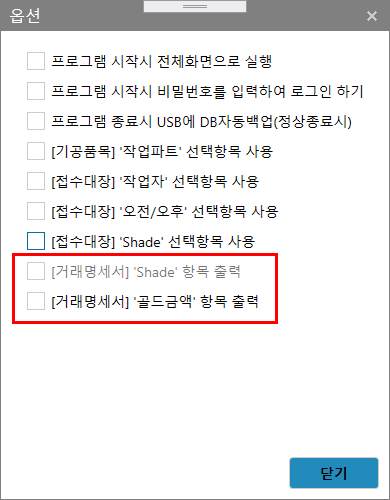 옵션
프로그램 시작시 전체화면으로 실행
프로그램 시작시 비밀번호를 입력하여 로그인 하기
프로그램 종료시 USB에 DB자동백업(정상종료시)
[기공품목] '작업파트' 선택항목 사용
[접수대장] '작업자' 선택항목 사용
[접수대장] '오전/오후' 선택항목 사용
[접수대장] 'Shade' 선택항목 사용
[거래명세서] 'Shade' 항목 출력
[거래명세서] '골드금액' 항목 출력
닫기